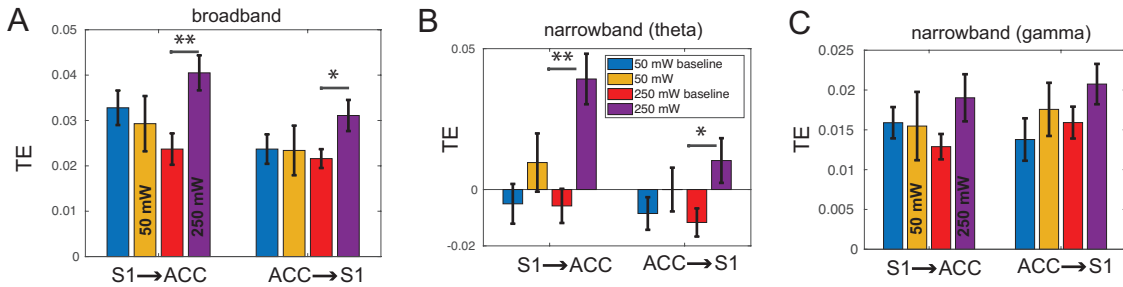 A
broadband
TE
0.05
0.04
0.03
0.02
0.01
0
**
*
50 mW
250 mW
S1→ACC
ACC→S1
B
narrowband (theta)
TE
0.05
0
-0.02
**
*
50 mW baseline
50 mW
250 mW baseline
250 mW
S1→ACC
ACC→S1
C
narrowband (gamma)
TE
0.025
0.02
0.015
0.01
0.005
0
50 mW
250 mW
S1→ACC
ACC→S1